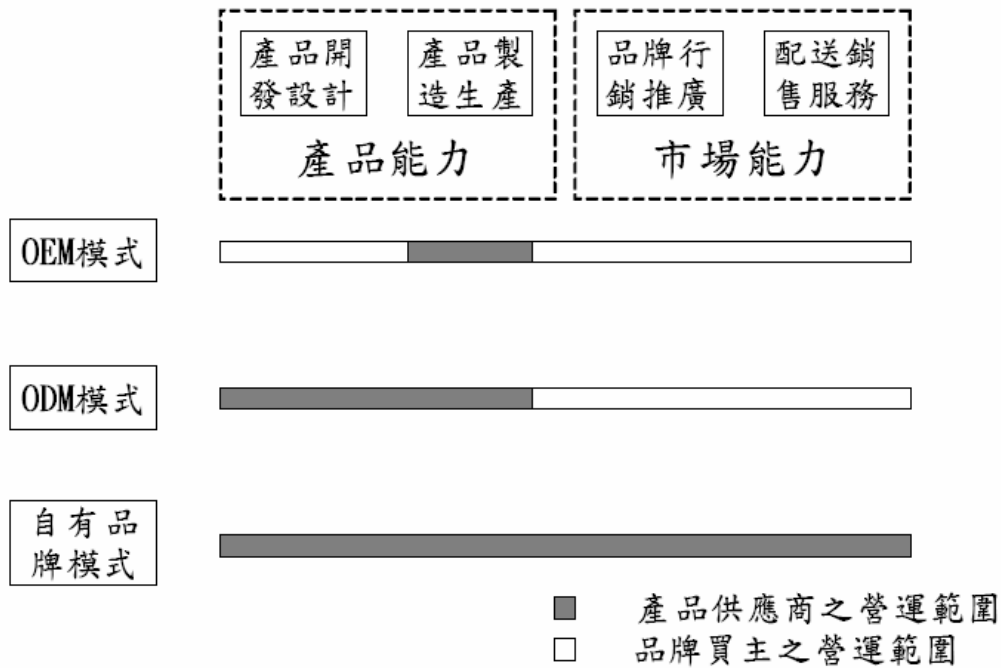 產品開
發設計
產品製
造生產
品牌行
銷推廣
配送銷
售服務
產品能力
市場能力
OEM模式
ODM模式
自有品
牌模式
產品供應商之營運範圍
品牌買主之營運範圍